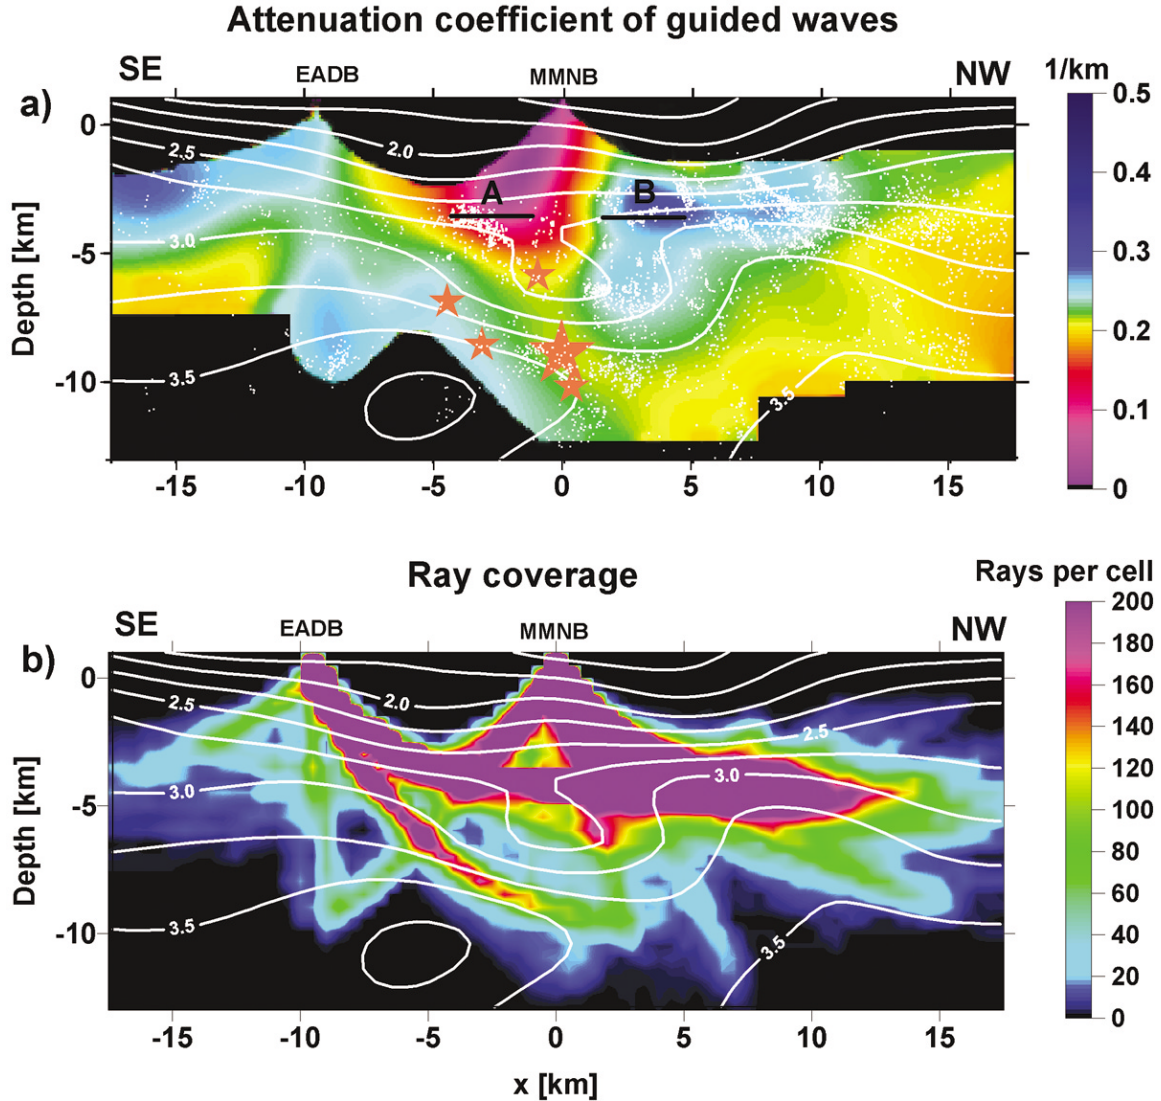 Attenuation coefficient of guided waves
SE EADB MMNB NW 1/km
a)
0
-5
-10
Depth [km]
2.5 2.0 2.5
3.0
3.5 3.5
A B
-15 -10 -5 0 5 10 15
0.5
0.4
0.3
0.2
0.1
0
Ray coverage
Rays per cell
SE EADB MMNB NW
b)
0
-5
-10
Depth [km]
2.5 2.0 2.5
3.0 3.0
3.5 3.5
-15 -10 -5 0 5 10 15
x [km]
200
180
160
140
120
100
80
60
40
20
0